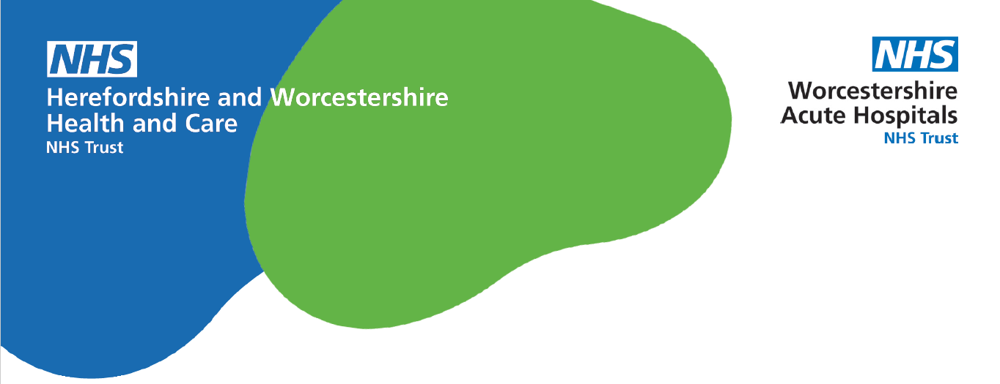 NHS
Herefordshire and Worcestershire
Health and Care
NHS Trust
NHS
Worcestershire
Acute Hospitals
NHS Trust